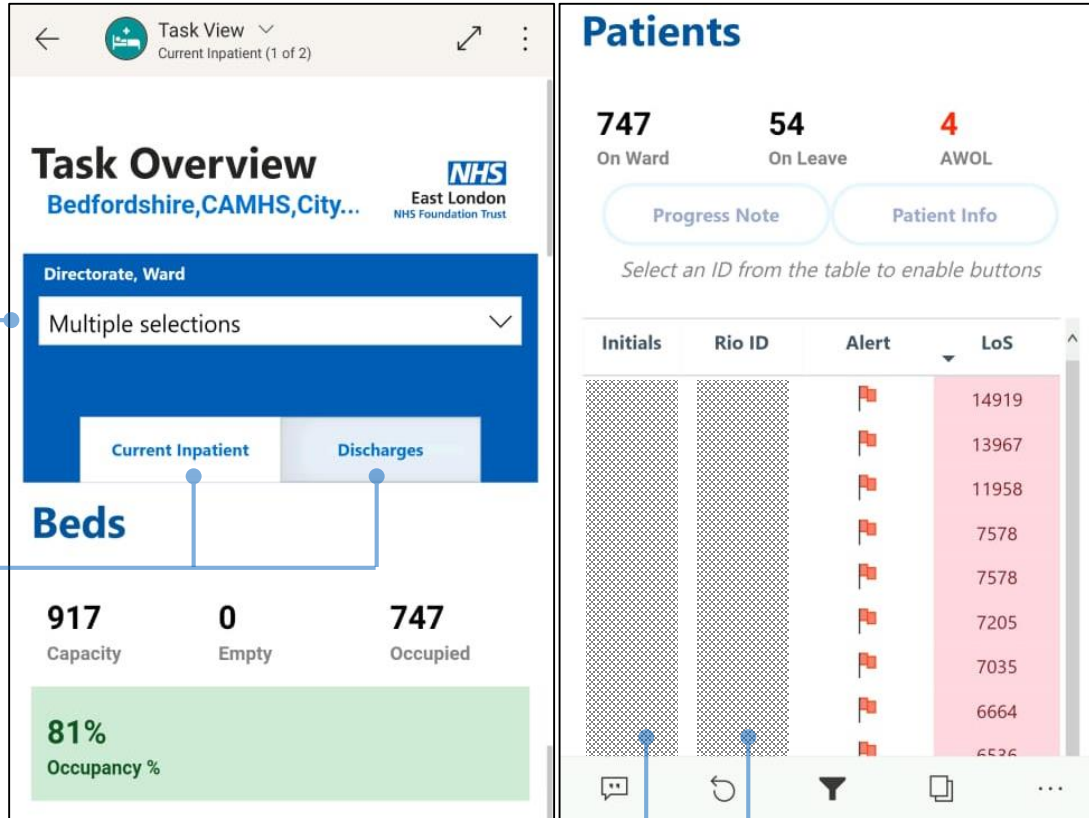 Task View
Current Inpatient (1 of 2)
Task Overview
Bedfordshire,CAMHS,City...
NHS
East London
NHS Foundation Trust
Directorate, Ward
Multiple selections
Current Inpatient Discharges
Beds
917 0 747
Capacity Empty Occupied
81%
Occupancy %
Patients
747 54 4
On Ward On Leave AWOL
Progress Note Patient Info
Select an ID from the table to enable buttons
Initials Rio ID Alert LoS
14919
13967
11958
7578
7578
7205
7035
6664
6536
...